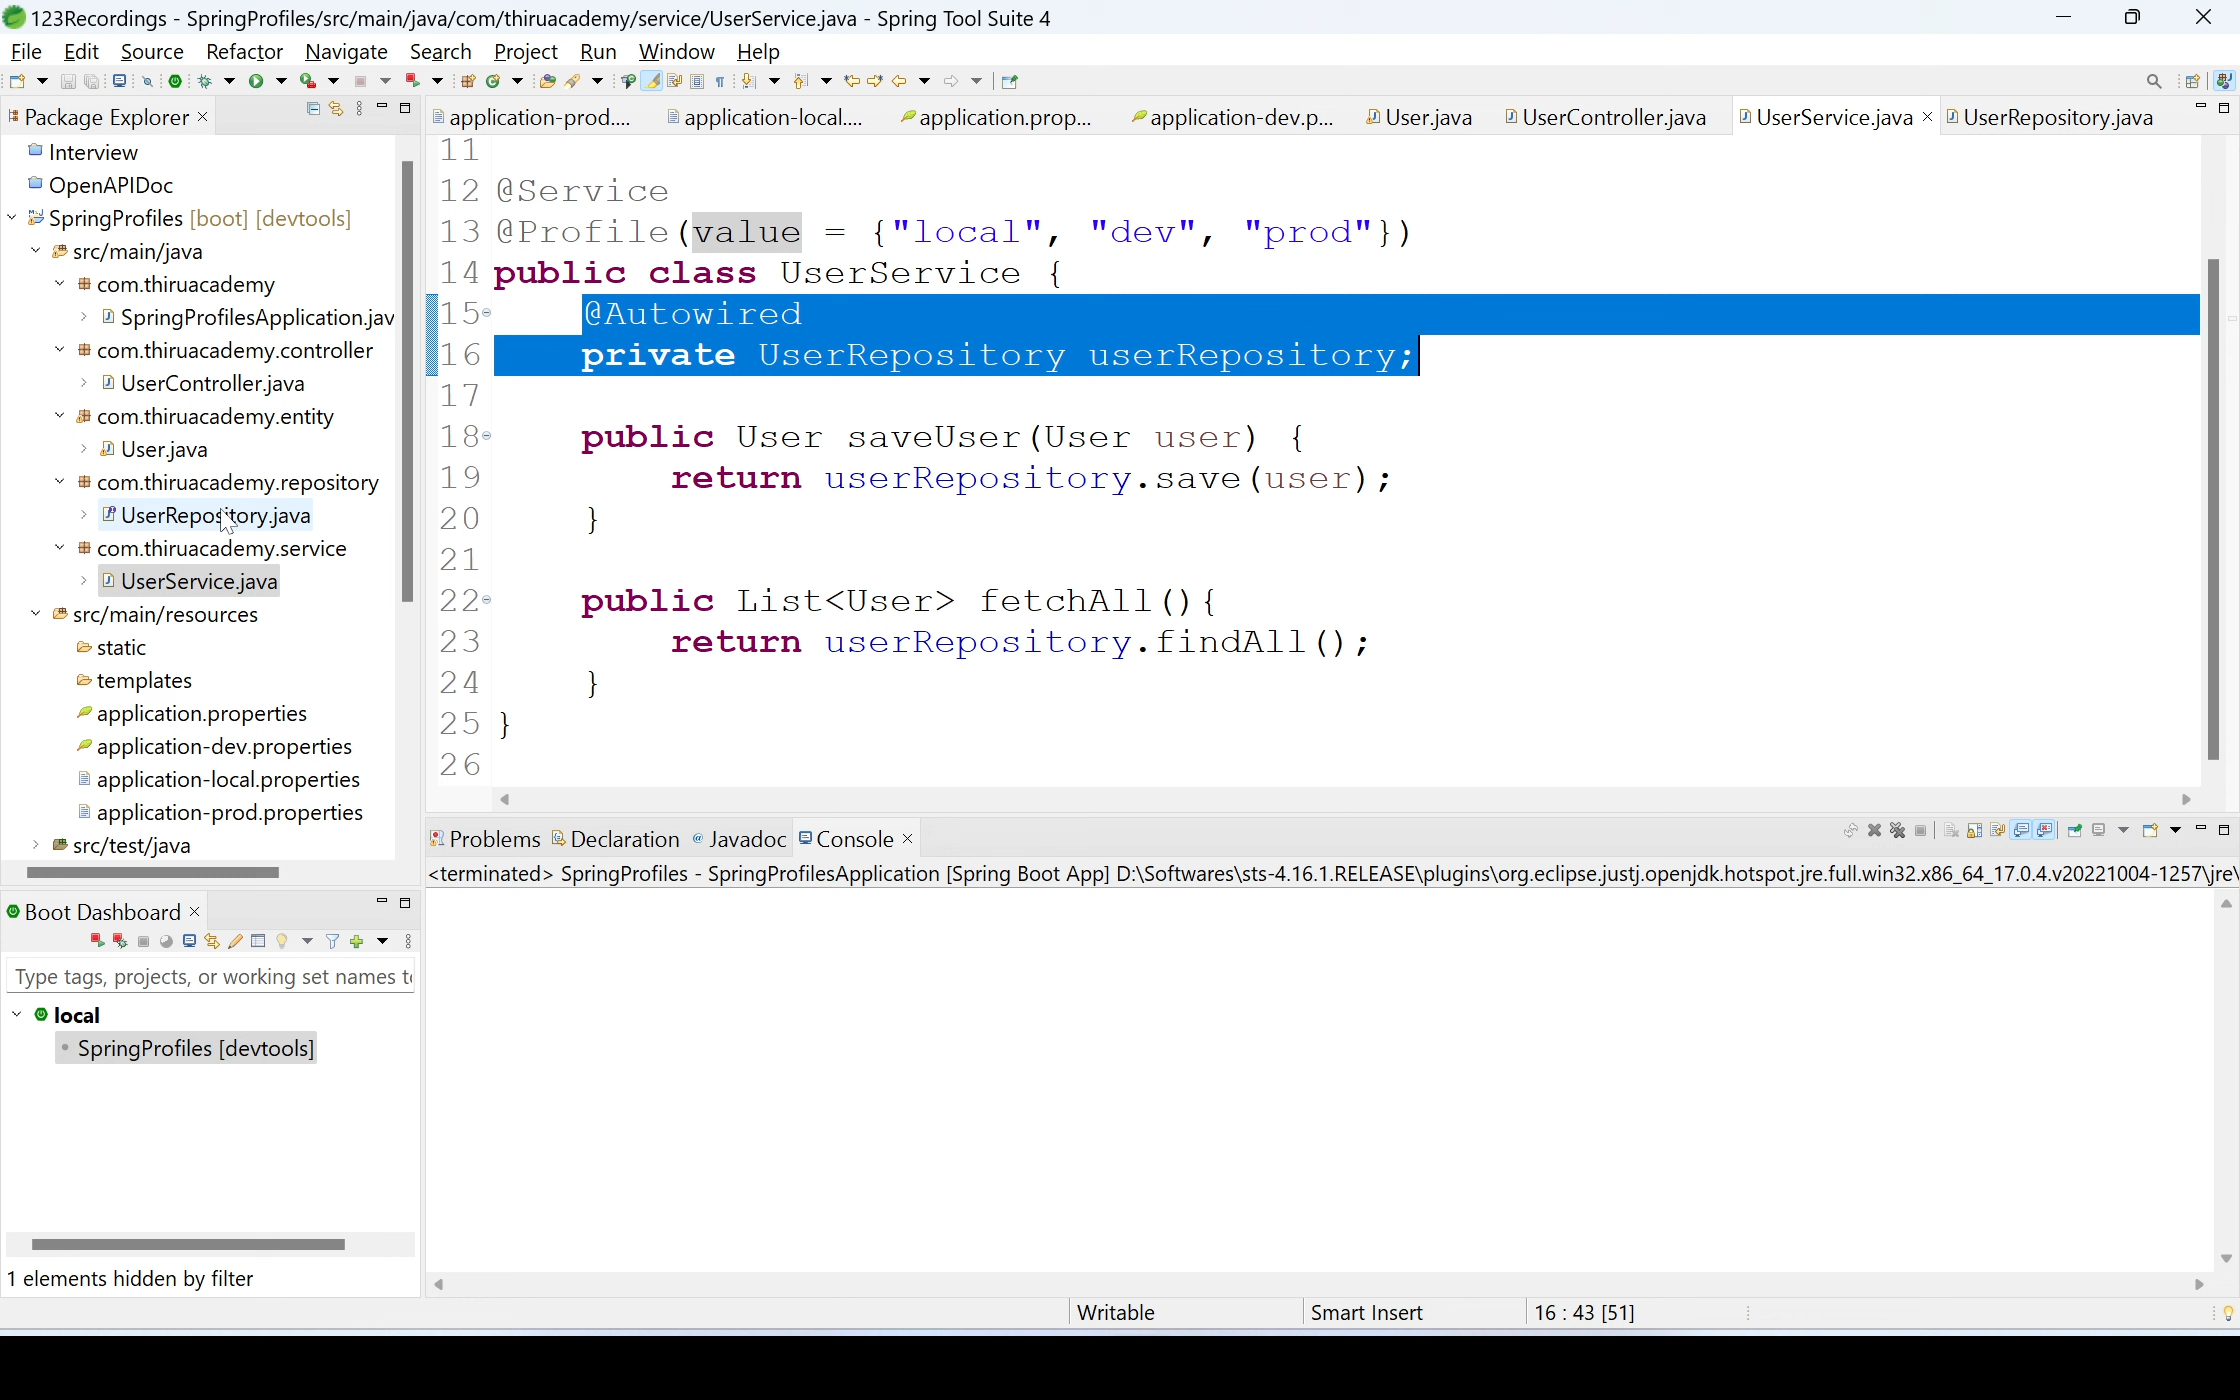 123Recordings - SpringProfiles/src/main/java/com/thiruacademy/service/UserService.java - Spring Tool Suite 4
File Edit Source Refactor Navigate Search Project Run Window Help
Package Explorer
application-prod....
application-local....
application.prop...
application-dev.p...
User.java
UserController.java
UserService.java
UserRepository.java
Interview
OpenAPIDoc
SpringProfiles [boot] [devtools]
src/main/java
com.thiruacademy
SpringProfilesApplication.jav
com.thiruacademy.controller
UserController.java
com.thiruacademy.entity
User.java
com.thiruacademy.repository
UserRepository.java
com.thiruacademy.service
UserService.java
src/main/resources
static
templates
application.properties
application-dev.properties
application-local.properties
application-prod.properties
src/test/java
11
12 @Service
13 @Profile(value = {"local", "dev", "prod"})
14 public class UserService {
15 @Autowired
16 private UserRepository userRepository;
17
18 public User saveUser(User user) {
19 return userRepository.save(user);
20 }
21
22 public List<User> fetchAll(){
23 return userRepository.findAll();
24 }
25 }
26
Problems Declaration Javadoc Console
<terminated> SpringProfiles - SpringProfilesApplication [Spring Boot App] D:\Softwares\sts-4.16.1.RELEASE\plugins\org.eclipse.justj.openjdk.hotspot.jre.full.win32.x86_64_17.0.4.v20221004-1257\jre\
Boot Dashboard
Type tags, projects, or working set names t
local
SpringProfiles [devtools]
1 elements hidden by filter
Writable
Smart Insert
16 : 43 [51]